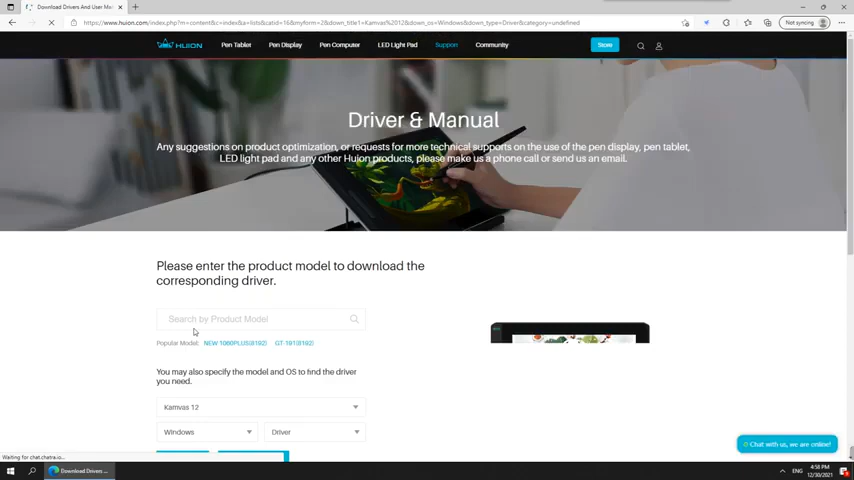 Download Drivers And User Ma
https://www.huion.com/index.php?m=content&c=index&a=lists&catid=16&myform=2&down_title1=Kamvas%2012&down_os=Windows&down_type=Driver&category=undefined
Not syncing
HUION
Pen Tablet
Pen Display
Pen Computer
LED Light Pad
Support
Community
Store
Driver & Manual
Any suggestions on product optimization, or requests for more technical supports on the use of the pen display, pen tablet,
LED light pad and any other Huion products, please make us a phone call or send us an email.
Please enter the product model to download the
corresponding driver.
Search by Product Model
Popular Model: NEW 1060PLUS(8192) GT-191(8192)
You may also specify the model and OS to find the driver
you need.
Kamvas 12
Windows
Driver
Chat with us, we are online!
Waiting for chat.chatra.io...
Download Drivers ...
ENG
4:58 PM
12/30/2021